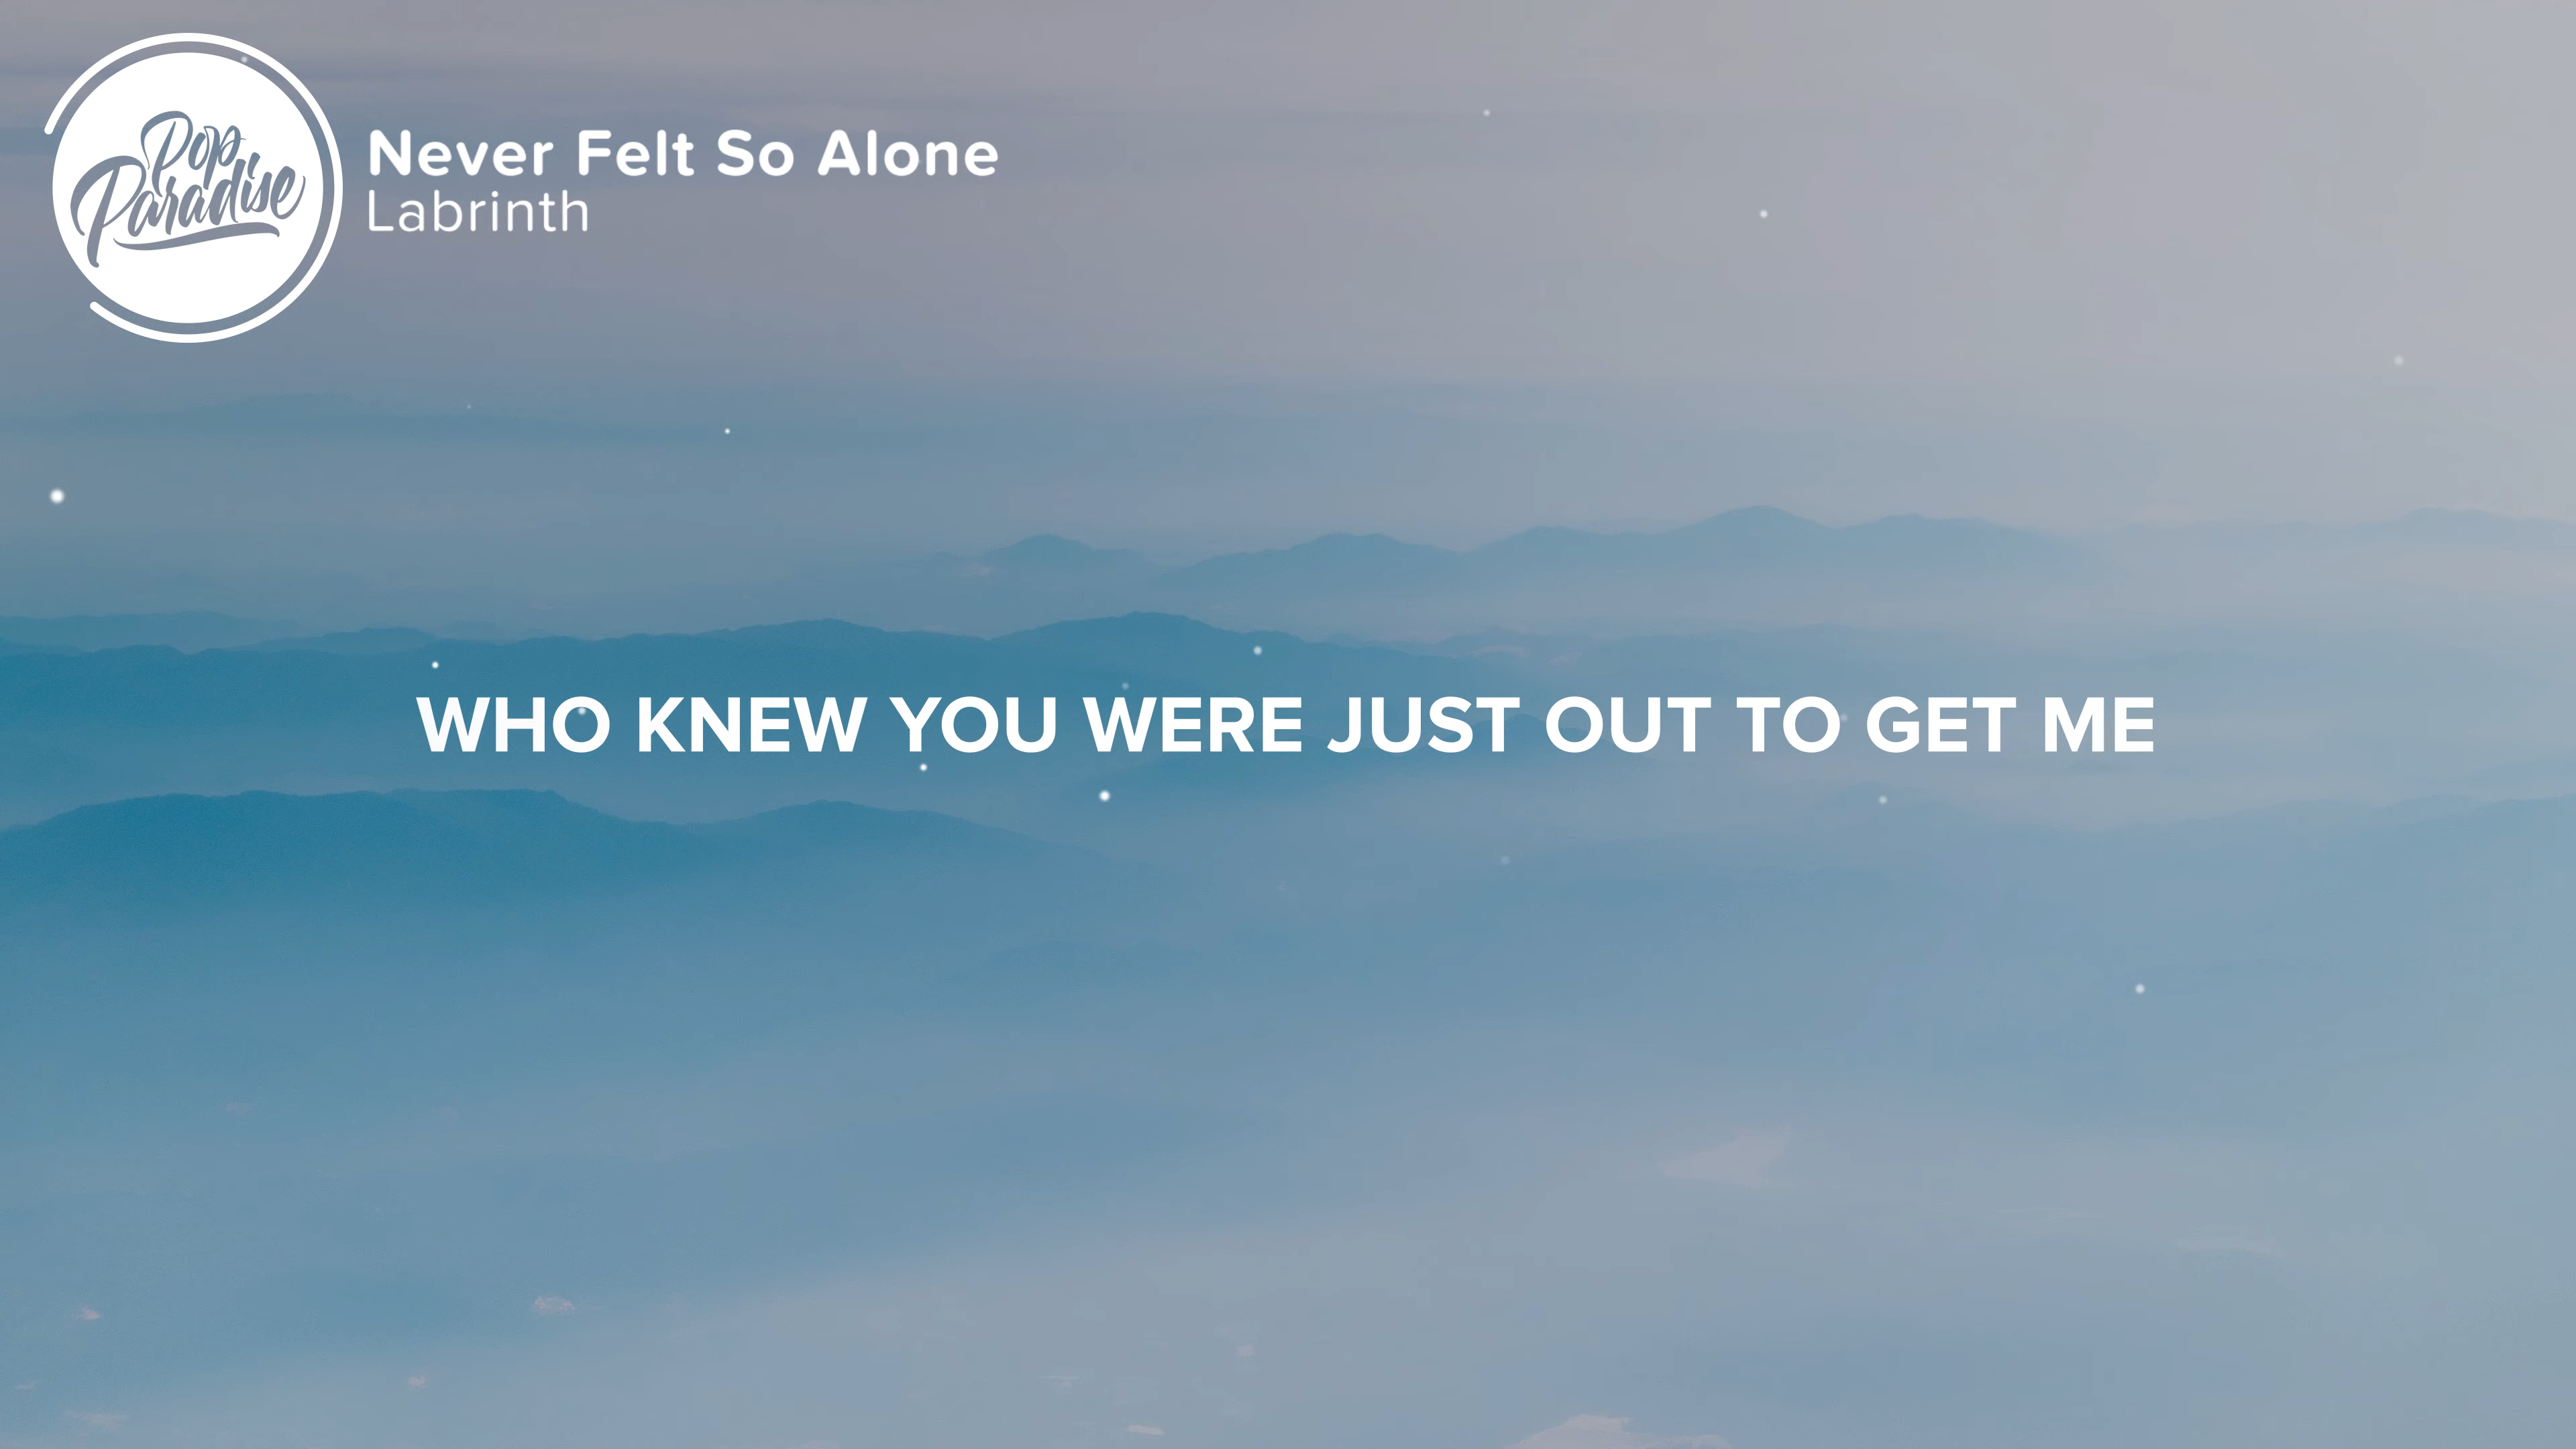 Pop
Paradise
Never Felt So Alone
Labrinth
WHO KNEW YOU WERE JUST OUT TO GET ME